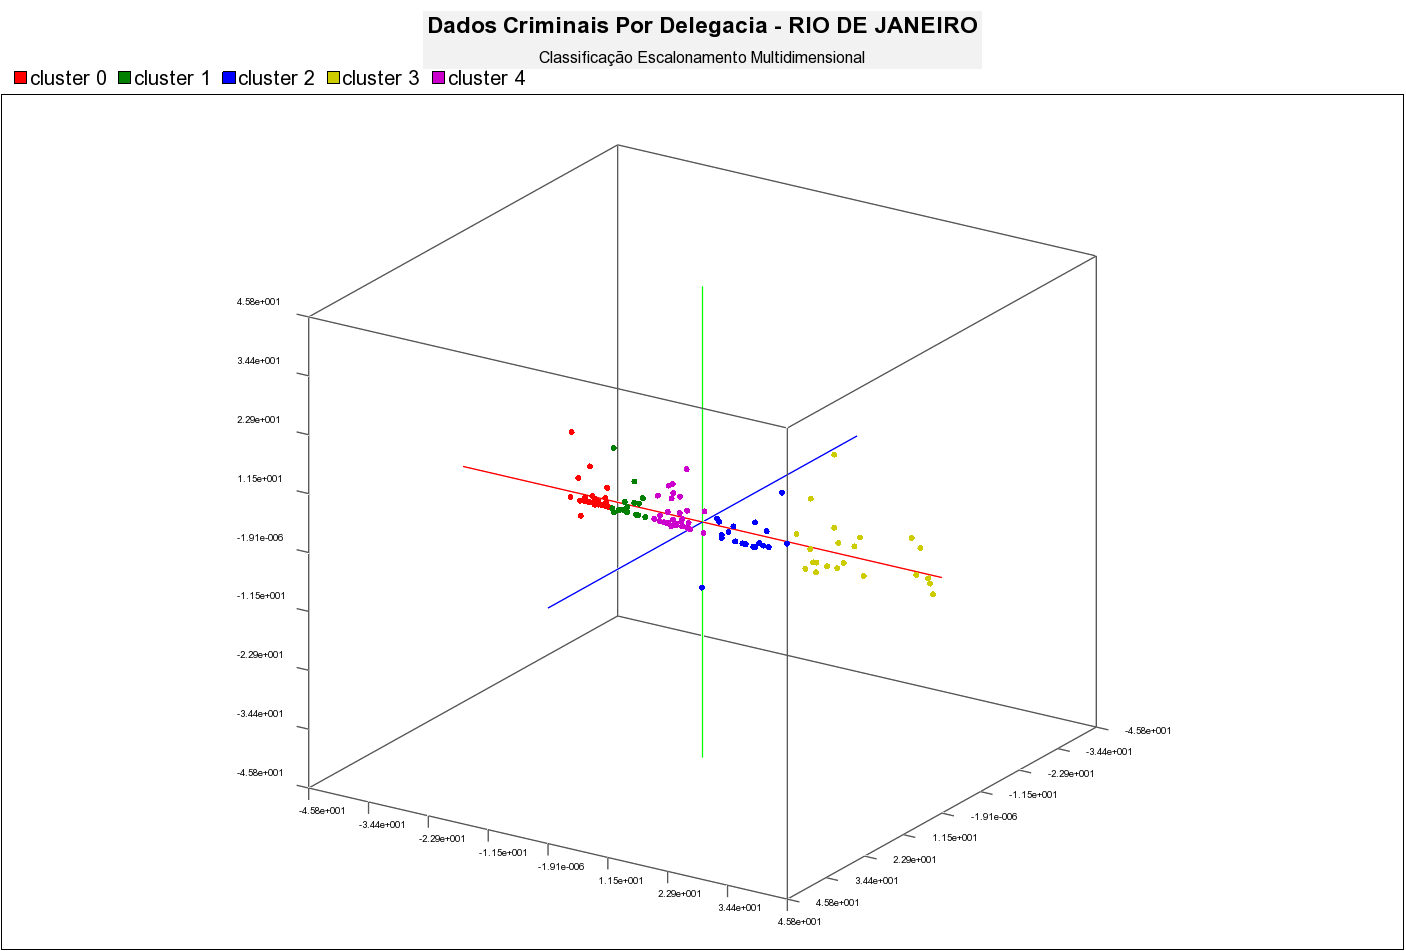 Dados Criminais Por Delegacia - RIO DE JANEIRO
Classificação Escalonamento Multidimensional
cluster 0 cluster 1 cluster 2 cluster 3 cluster 4
4.58e+001
3.44e+001
2.29e+001
1.15e+001
-1.91e-006
-1.15e+001
-2.29e+001
-3.44e+001
-4.58e+001
-4.58e+001
-3.44e+001
-2.29e+001
-1.15e+001
-1.91e-006
1.15e+001
2.29e+001
3.44e+001
4.58e+001
-4.58e+001
-3.44e+001
-2.29e+001
-1.15e+001
-1.91e-006
1.15e+001
2.29e+001
3.44e+001
4.58e+001